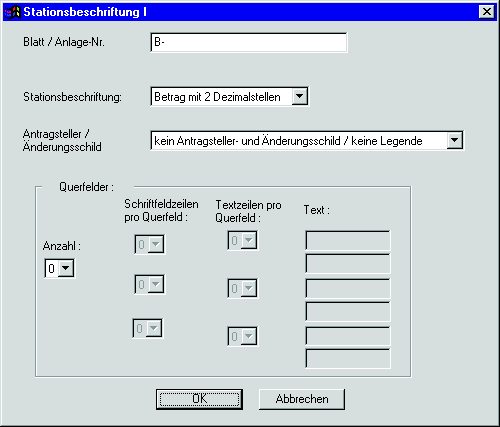 Stationsbeschriftung I
Blatt / Anlage-Nr.
B-
Stationsbeschriftung:
Betrag mit 2 Dezimalstellen
Antragsteller /
Änderungsschild
kein Antragsteller- und Änderungsschild / keine Legende
Querfelder :
Schriftfeldzeilen
pro Querfeld :
Textzeilen pro
Querfeld :
Text :
Anzahl :
0
0
0
0
0
0
0
OK
Abbrechen